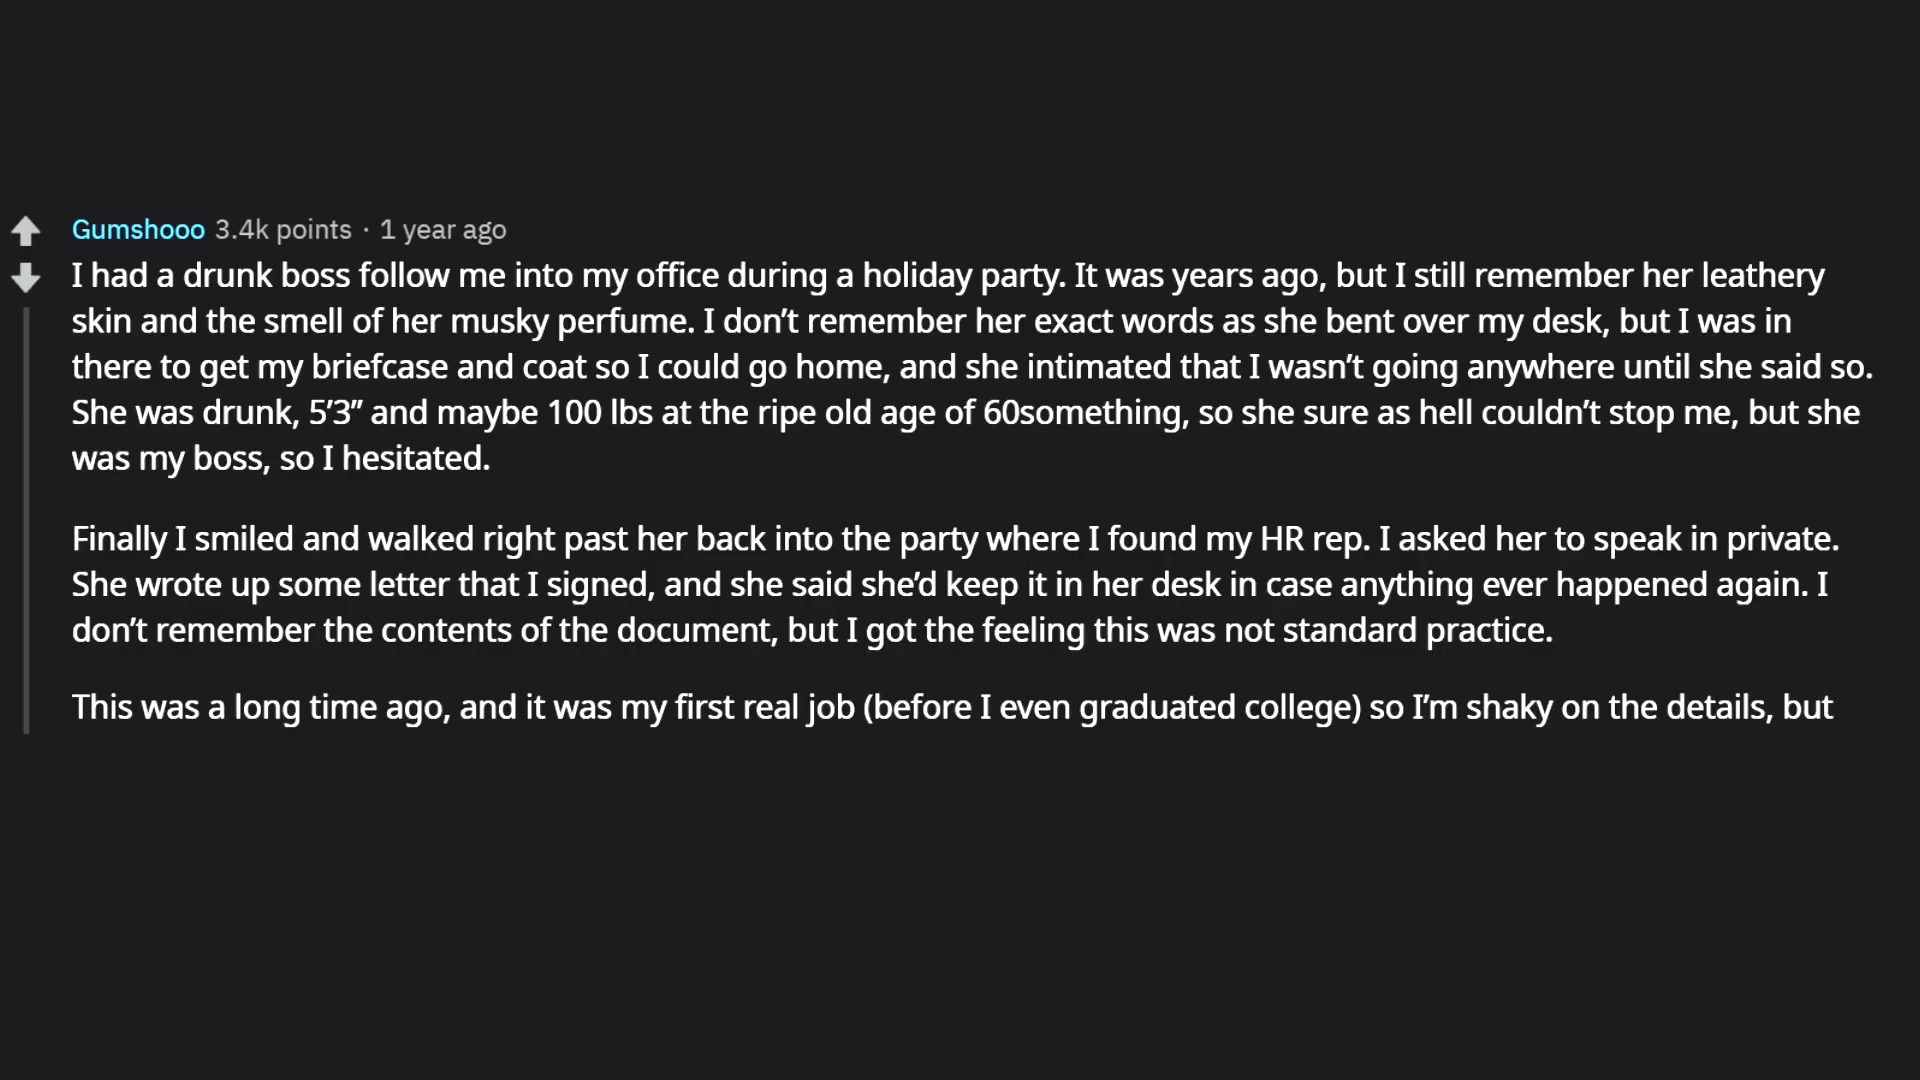 Gumshooo 3.4k points · 1 year ago
I had a drunk boss follow me into my office during a holiday party. It was years ago, but I still remember her leathery
skin and the smell of her musky perfume. I don’t remember her exact words as she bent over my desk, but I was in
there to get my briefcase and coat so I could go home, and she intimated that I wasn’t going anywhere until she said so.
She was drunk, 5’3’’ and maybe 100 lbs at the ripe old age of 60something, so she sure as hell couldn’t stop me, but she
was my boss, so I hesitated.
Finally I smiled and walked right past her back into the party where I found my HR rep. I asked her to speak in private.
She wrote up some letter that I signed, and she said she’d keep it in her desk in case anything ever happened again. I
don’t remember the contents of the document, but I got the feeling this was not standard practice.
This was a long time ago, and it was my first real job (before I even graduated college) so I’m shaky on the details, but